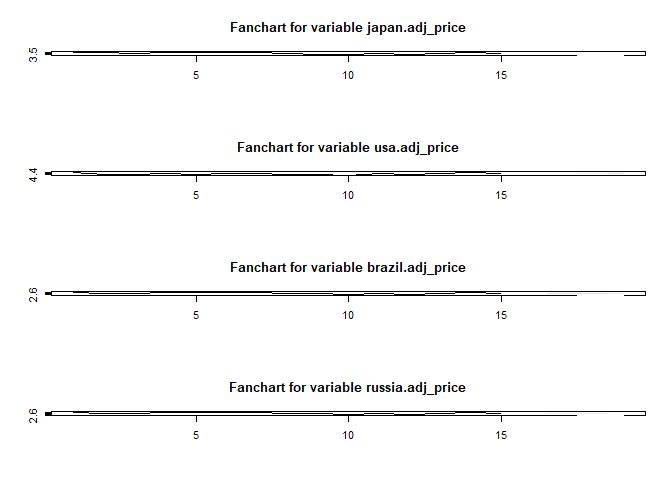 Fanchart for variable japan.adj_price
3.5
5 10 15
Fanchart for variable usa.adj_price
4.4
5 10 15
Fanchart for variable brazil.adj_price
2.6
5 10 15
Fanchart for variable russia.adj_price
2.6
5 10 15